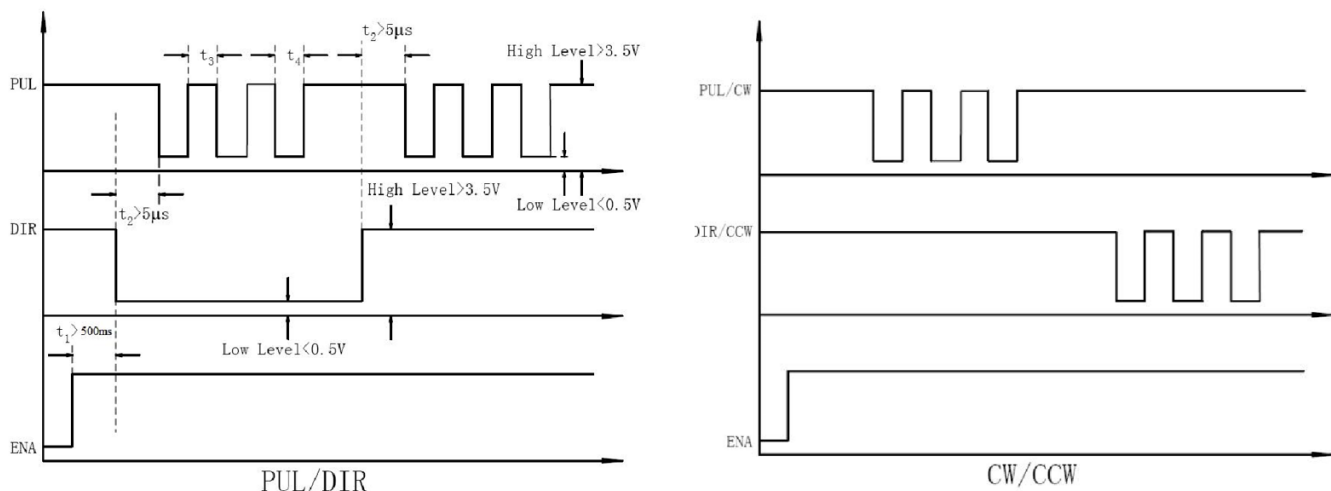 t2>5μs
t3
t4
High Level>3.5V
PUL
High Level>3.5V
Low Level<0.5V
t2>5μs
DIR
t1>500ms
Low Level<0.5V
ENA
PUL/DIR
PUL/CW
DIR/CCW
ENA
CW/CCW